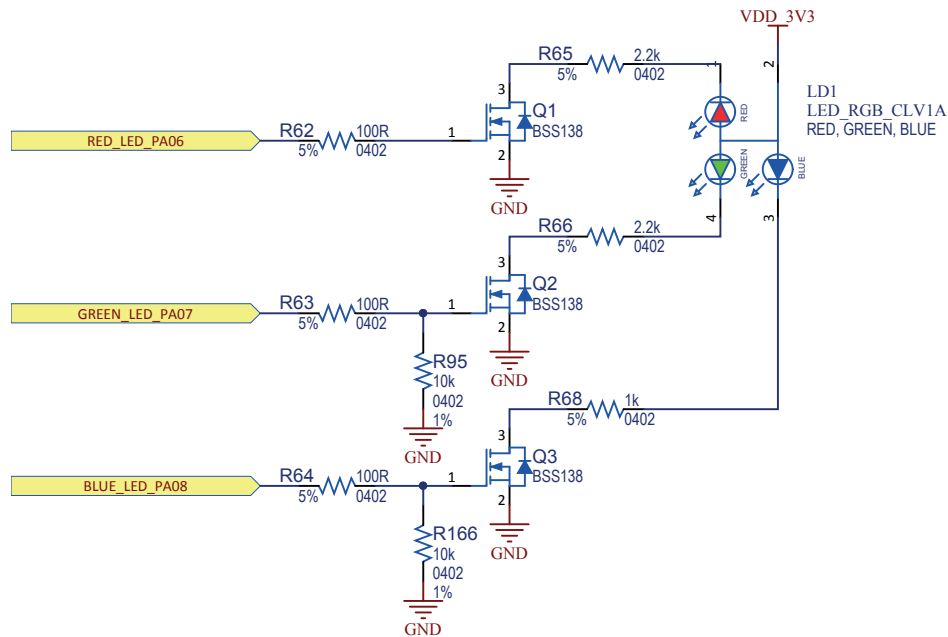 VDD_3V3
R65
2.2k
5%
0402
1
2
LD1
LED_RGB_CLV1A
RED, GREEN, BLUE
RED
3
Q1
BSS138
RED_LED_PA06
R62
100R
5%
0402
1
2
GND
GREEN
BLUE
4
3
R66
2.2k
5%
0402
3
Q2
BSS138
GREEN_LED_PA07
R63
100R
5%
0402
1
2
GND
R95
10k
0402
1%
GND
R68
1k
5%
0402
3
Q3
BSS138
BLUE_LED_PA08
R64
100R
5%
0402
1
2
GND
R166
10k
0402
1%
GND